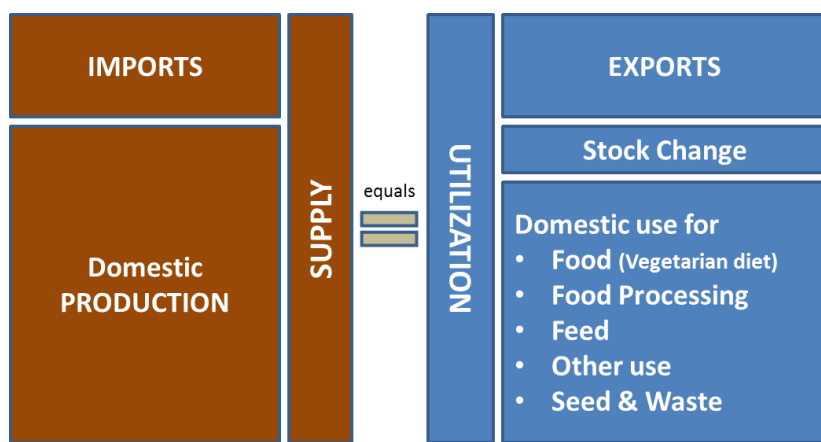 IMPORTS
Domestic
PRODUCTION
SUPPLY
equals
UTILIZATION
EXPORTS
Stock Change
Domestic use for
• Food (Vegetarian diet)
• Food Processing
• Feed
• Other use
• Seed & Waste